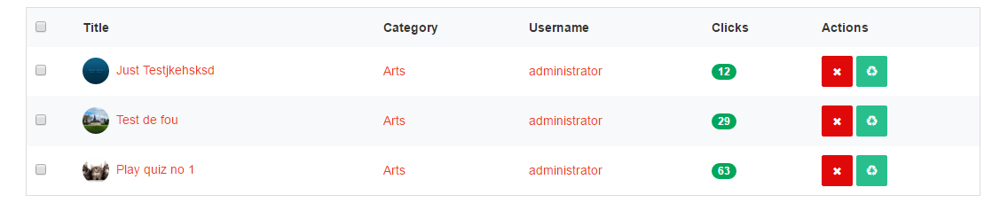 Title Category Username Clicks Actions
Just Testjkehsksd Arts administrator 12
Test de fou Arts administrator 29
Play quiz no 1 Arts administrator 63